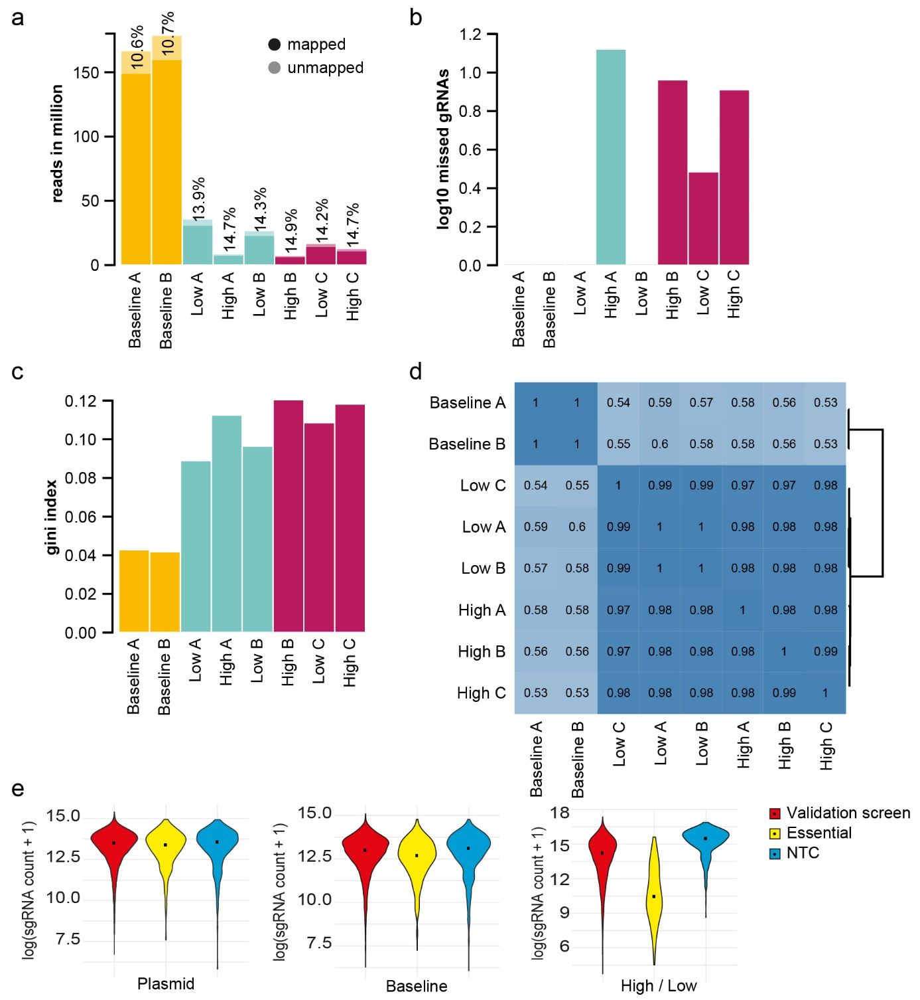 a
reads in million
150
100
50
0
10.6%
10.7%
13.9%
14.7%
14.3%
14.9%
14.2%
14.7%
mapped
unmapped
Baseline A
Baseline B
Low A
High A
Low B
High B
Low C
High C
b
log10 missed gRNAs
1.2
1.0
0.8
0.6
0.4
0.2
0.0
Baseline A
Baseline B
Low A
High A
Low B
High B
Low C
High C
c
gini index
0.12
0.10
0.08
0.06
0.04
0.02
0.00
Baseline A
Baseline B
Low A
High A
Low B
High B
Low C
High C
d
Baseline A 1 1 0.54 0.59 0.57 0.58 0.56 0.53
Baseline B 1 1 0.55 0.6 0.58 0.58 0.56 0.53
Low C 0.54 0.55 1 0.99 0.99 0.97 0.97 0.98
Low A 0.59 0.6 0.99 1 1 0.98 0.98 0.98
Low B 0.57 0.58 0.99 1 1 0.98 0.98 0.98
High A 0.58 0.58 0.97 0.98 0.98 1 0.98 0.98
High B 0.56 0.56 0.97 0.98 0.98 0.98 1 0.99
High C 0.53 0.53 0.98 0.98 0.98 0.98 0.99 1
Baseline A
Baseline B
Low C
Low A
Low B
High A
High B
High C
e
log(sgRNA count + 1)
15.0
12.5
10.0
7.5
Plasmid
log(sgRNA count + 1)
15.0
12.5
10.0
7.5
Baseline
log(sgRNA count + 1)
18
15
12
9
6
High / Low
Validation screen
Essential
NTC